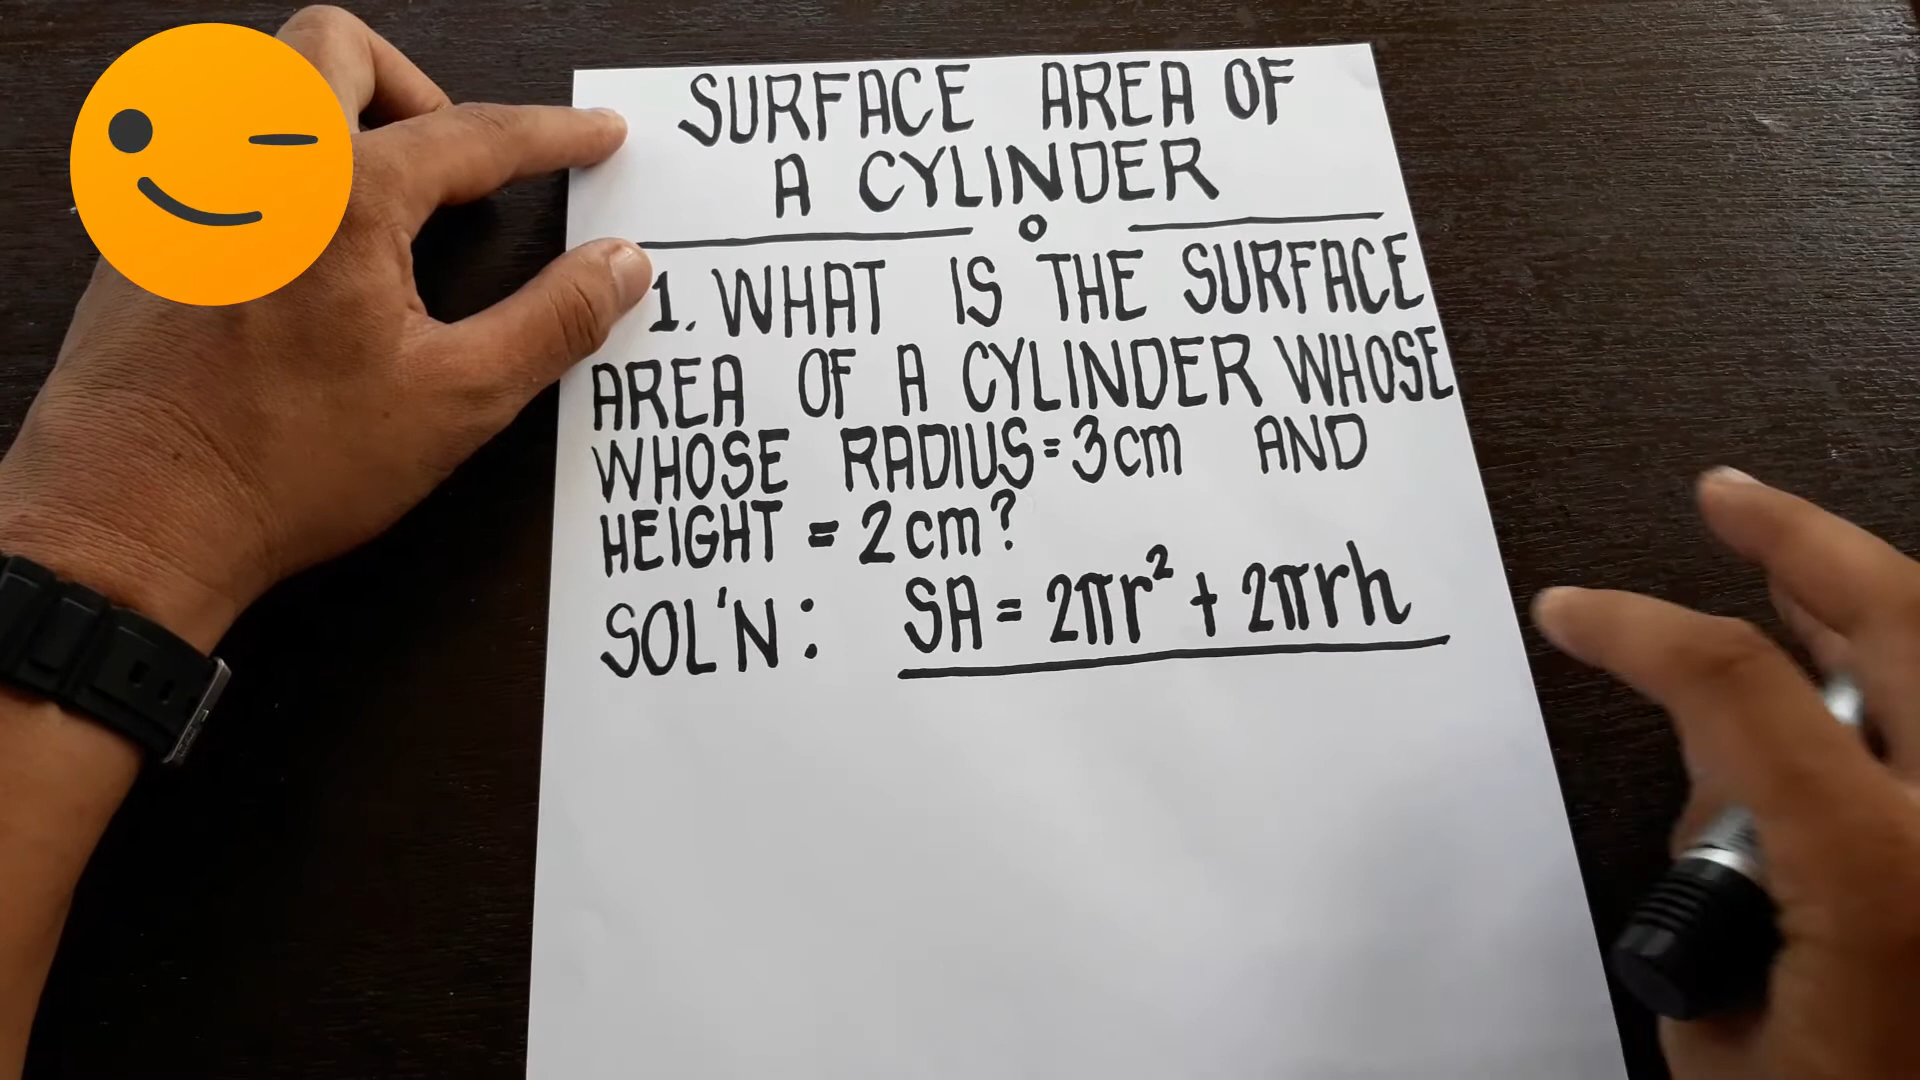 SURFACE AREA OF
A CYLINDER
1. WHAT IS THE SURFACE
AREA OF A CYLINDER WHOSE
WHOSE RADIUS=3cm AND
HEIGHT = 2cm?
SOL'N: SA = 2πr² + 2πrh